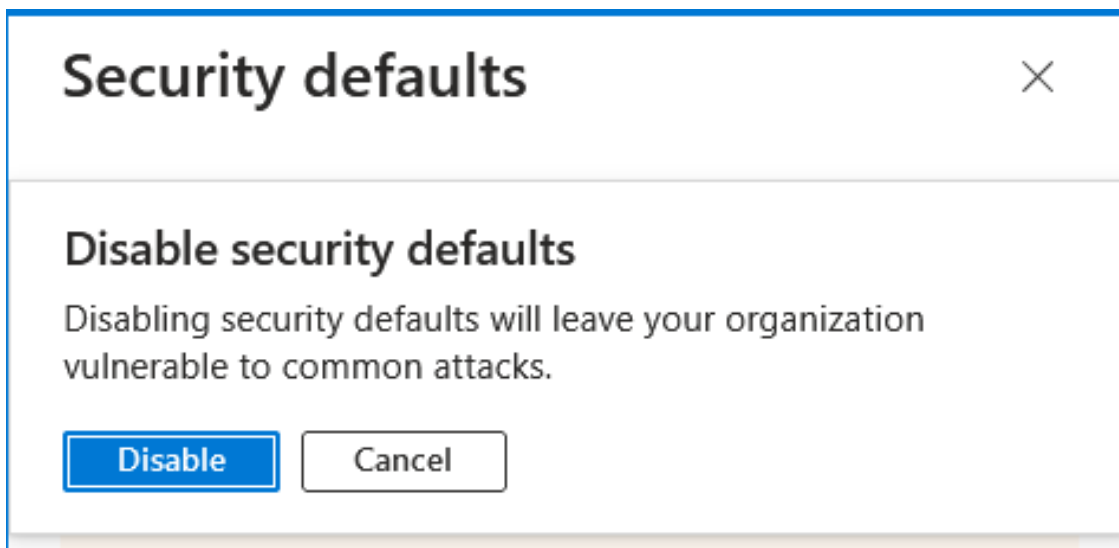 Security defaults
Disable security defaults
Disabling security defaults will leave your organization
vulnerable to common attacks.
Disable Cancel